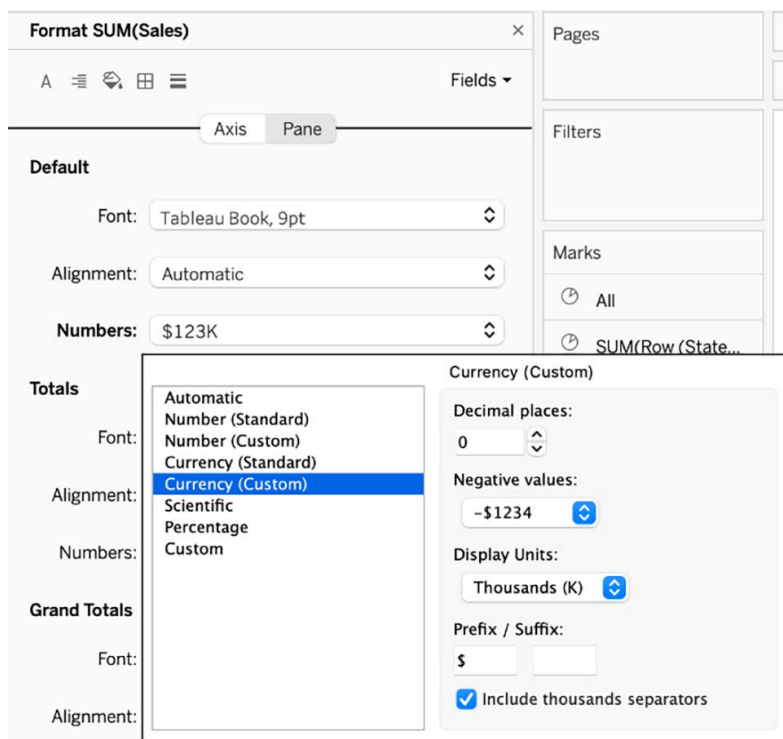 Format SUM(Sales) ×
A Fields
Axis Pane
Default
Font: Tableau Book, 9pt
Alignment: Automatic
Numbers: $123K
Totals
Font:
Alignment:
Numbers:
Grand Totals
Font:
Alignment:
Automatic
Number (Standard)
Number (Custom)
Currency (Standard)
Currency (Custom)
Scientific
Percentage
Custom
Currency (Custom)
Decimal places:
0
Negative values:
-$1234
Display Units:
Thousands (K)
Prefix / Suffix:
$
Include thousands separators
Pages
Filters
Marks
All
SUM(Row (State...